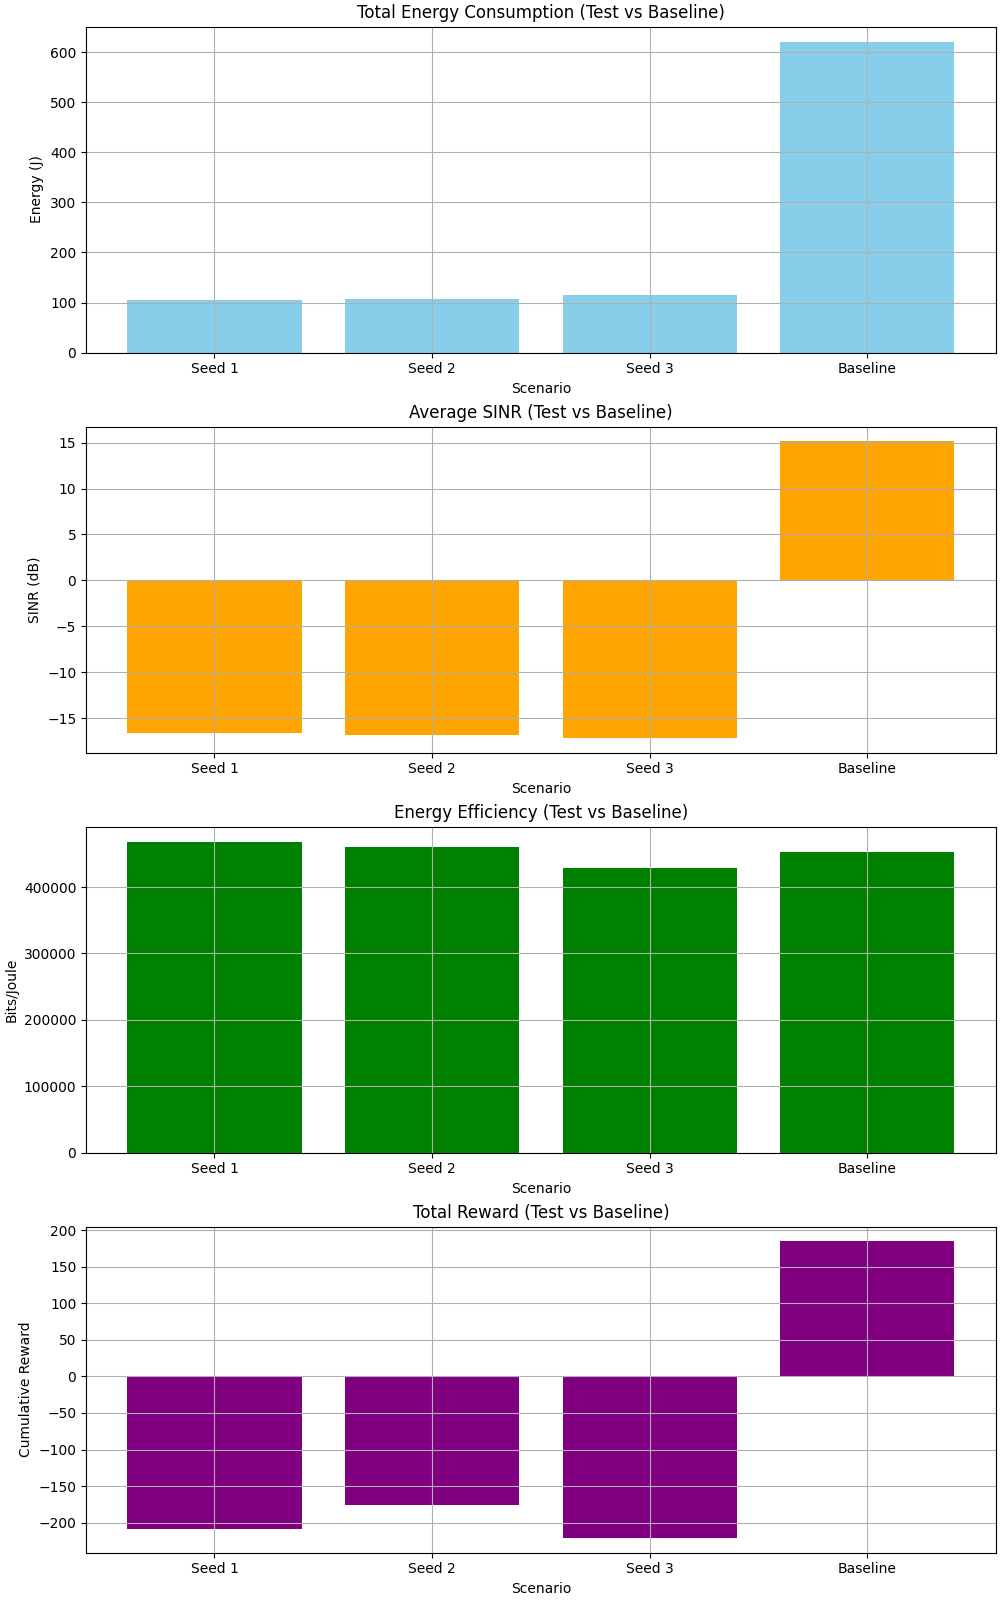 Total Energy Consumption (Test vs Baseline)
600
500
400
300
200
100
0
Energy (J)
Seed 1 Seed 2 Seed 3 Baseline
Scenario
Average SINR (Test vs Baseline)
15
10
5
0
−5
−10
−15
SINR (dB)
Seed 1 Seed 2 Seed 3 Baseline
Scenario
Energy Efficiency (Test vs Baseline)
400000
300000
200000
100000
0
Bits/Joule
Seed 1 Seed 2 Seed 3 Baseline
Scenario
Total Reward (Test vs Baseline)
200
150
100
50
0
−50
−100
−150
−200
Cumulative Reward
Seed 1 Seed 2 Seed 3 Baseline
Scenario